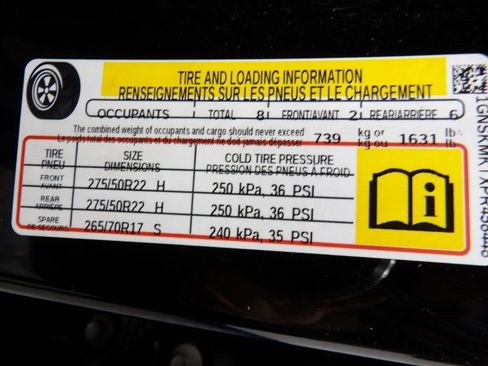 TIRE AND LOADING INFORMATION
RENSEIGNEMENTS SUR LES PNEUS ET LE CHARGEMENT
OCCUPANTS TOTAL 8 FRONT/AVANT 2 REAR/ARRIÈRE 6
The combined weight of occupants and cargo should never exceed 739 kg or 1631 lb
Le poids total des occupants et du chargement ne doit jamais dépasser kg ou lb
TIRE SIZE COLD TIRE PRESSURE
PNEU DIMENSIONS PRESSION DES PNEUS À FROID
FRONT
AVANT 275/50R22 H 250 kPa, 36 PSI
REAR
ARRIÈRE 275/50R22 H 250 kPa, 36 PSI
SPARE
DE SECOURS 265/70R17 S 240 kPa, 35 PSI